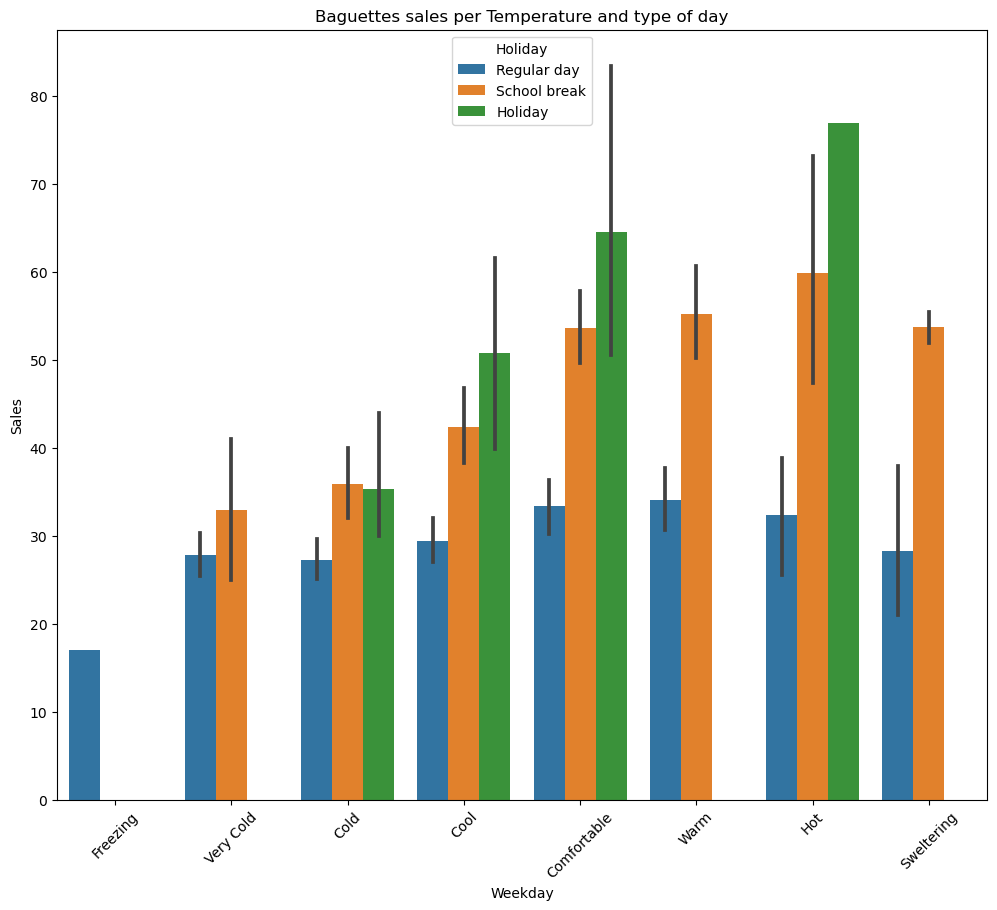 Baguettes sales per Temperature and type of day
Holiday
Regular day
School break
Holiday
Sales
80
70
60
50
40
30
20
10
0
Freezing
Very Cold
Cold
Cool
Comfortable
Warm
Hot
Sweltering
Weekday